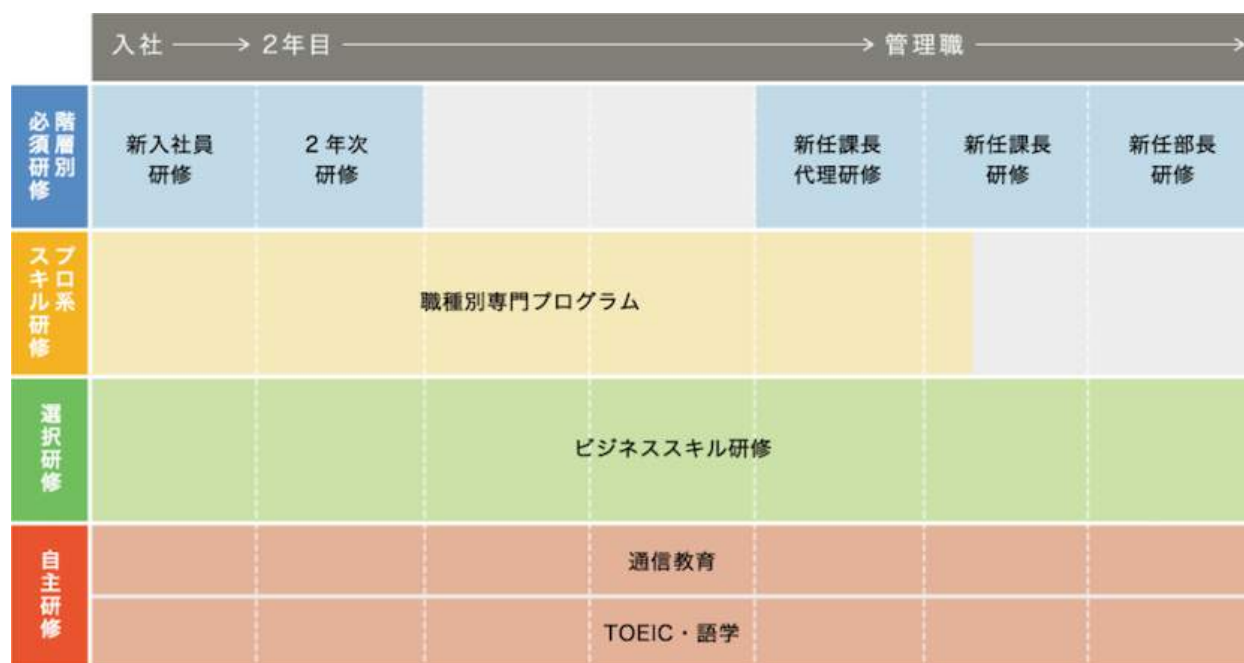 入社 → 2年目 → 管理職 →
階層別
必須研修
新入社員
研修
2年次
研修
新任課長
代理研修
新任課長
研修
新任部長
研修
プロ系
スキル研修
職種別専門プログラム
選択研修
ビジネススキル研修
自主研修
通信教育
TOEIC・語学